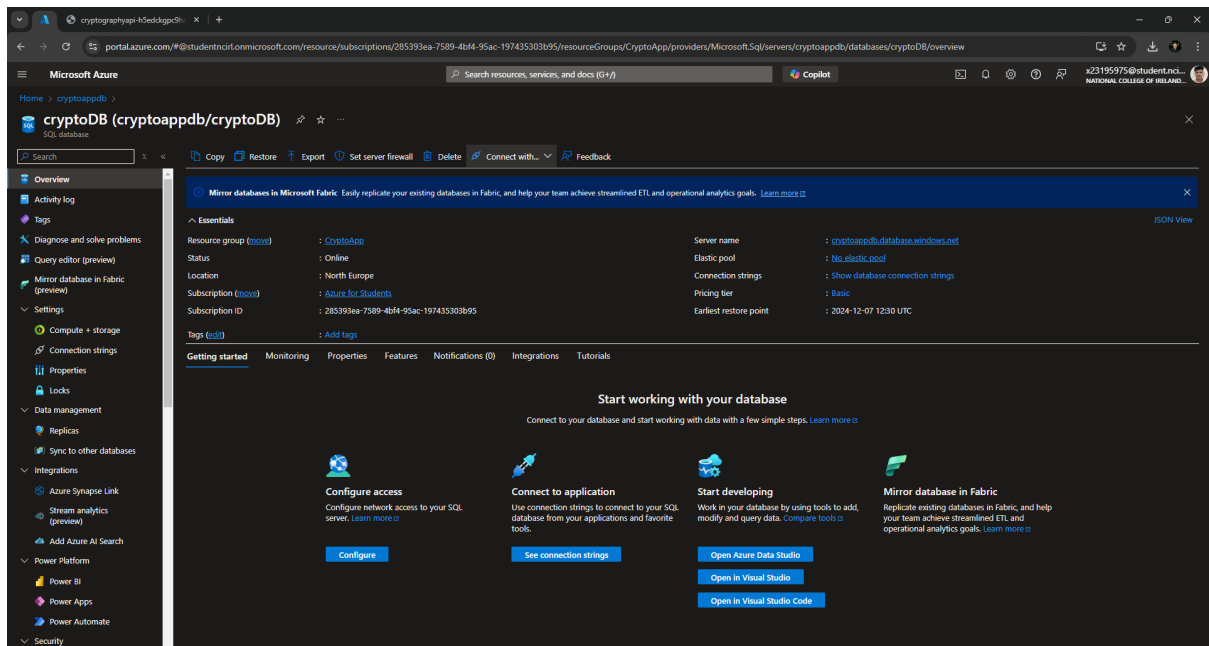 cryptographyapi-h5edckgpc9h
portal.azure.com/#@studentncirl.onmicrosoft.com/resource/subscriptions/285393ea-7589-4bf4-95ac-197435303b95/resourceGroups/CryptoApp/providers/Microsoft.Sql/servers/cryptoappdb/databases/cryptoDB/overview
Microsoft Azure
Search resources, services, and docs (G+/)
Copilot
x23195975@student.nci...
NATIONAL COLLEGE OF IRELAND...
Home > cryptoappdb >
cryptoDB (cryptoappdb/cryptoDB)
SQL database
Search
Copy Restore Export Set server firewall Delete Connect with... Feedback
Overview
Activity log
Tags
Diagnose and solve problems
Query editor (preview)
Mirror database in Fabric
(preview)
Settings
Compute + storage
Connection strings
Properties
Locks
Data management
Replicas
Sync to other databases
Integrations
Azure Synapse Link
Stream analytics
(preview)
Add Azure AI Search
Power Platform
Power BI
Power Apps
Power Automate
Security
Mirror databases in Microsoft Fabric Easily replicate your existing databases in Fabric, and help your team achieve streamlined ETL and operational analytics goals. Learn more
Essentials
JSON View
Resource group (move) : CryptoApp
Status : Online
Location : North Europe
Subscription (move) : Azure for Students
Subscription ID : 285393ea-7589-4bf4-95ac-197435303b95
Server name : cryptoappdb.database.windows.net
Elastic pool : No elastic pool
Connection strings : Show database connection strings
Pricing tier : Basic
Earliest restore point : 2024-12-07 12:30 UTC
Tags (edit) : Add tags
Getting started Monitoring Properties Features Notifications (0) Integrations Tutorials
Start working with your database
Connect to your database and start working with data with a few simple steps. Learn more
Configure access
Configure network access to your SQL
server. Learn more
Configure
Connect to application
Use connection strings to connect to your SQL
database from your applications and favorite
tools.
See connection strings
Start developing
Work in your database by using tools to add,
modify and query data. Compare tools
Open Azure Data Studio
Open in Visual Studio
Open in Visual Studio Code
Mirror database in Fabric
Replicate existing databases in Fabric, and help
your team achieve streamlined ETL and
operational analytics goals. Learn more